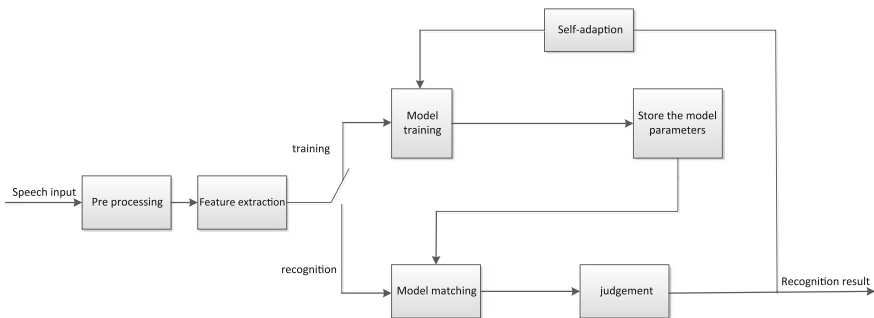 Self-adaption
Model
training
Store the model
parameters
training
Speech input
Pre processing
Feature extraction
recognition
Model matching
judgement
Recognition result